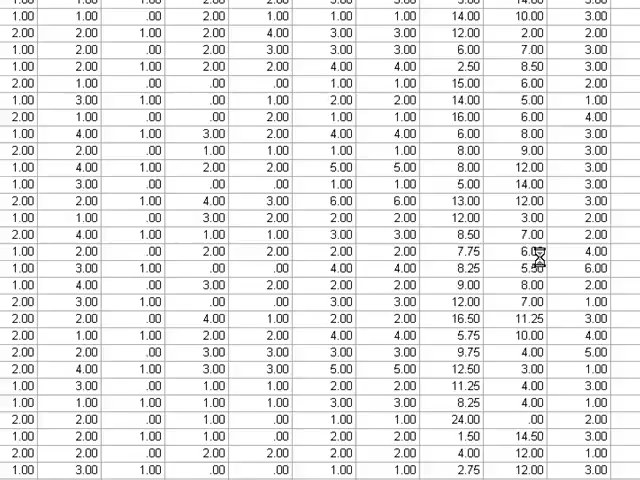 1.00 1.00 .00 2.00 1.00 1.00 1.00 14.00 10.00 3.00
2.00 2.00 1.00 2.00 4.00 3.00 3.00 12.00 2.00 2.00
1.00 2.00 .00 2.00 3.00 3.00 3.00 6.00 7.00 3.00
2.00 2.00 1.00 2.00 2.00 4.00 4.00 2.50 8.50 3.00
2.00 1.00 .00 .00 .00 1.00 1.00 15.00 6.00 2.00
1.00 3.00 1.00 .00 1.00 2.00 2.00 14.00 5.00 1.00
2.00 1.00 .00 .00 2.00 1.00 1.00 16.00 6.00 4.00
1.00 4.00 1.00 3.00 2.00 4.00 4.00 6.00 8.00 3.00
2.00 2.00 .00 1.00 1.00 1.00 1.00 8.00 9.00 3.00
1.00 4.00 1.00 2.00 2.00 5.00 5.00 8.00 12.00 3.00
1.00 3.00 .00 .00 .00 1.00 1.00 5.00 14.00 3.00
2.00 2.00 1.00 4.00 3.00 6.00 6.00 13.00 12.00 3.00
1.00 1.00 .00 3.00 2.00 2.00 2.00 12.00 3.00 2.00
2.00 4.00 1.00 1.00 1.00 3.00 3.00 8.50 7.00 2.00
1.00 2.00 .00 2.00 2.00 2.00 2.00 7.75 4.00
1.00 3.00 1.00 .00 .00 4.00 4.00 8.25 6.00
1.00 4.00 .00 3.00 2.00 2.00 2.00 9.00 8.00 2.00
2.00 3.00 1.00 .00 .00 3.00 3.00 12.00 7.00 1.00
2.00 2.00 .00 4.00 1.00 2.00 2.00 16.50 11.25 3.00
2.00 1.00 1.00 2.00 2.00 4.00 4.00 5.75 10.00 4.00
2.00 2.00 .00 3.00 3.00 3.00 3.00 9.75 4.00 5.00
2.00 4.00 1.00 3.00 3.00 5.00 5.00 12.50 3.00 1.00
1.00 3.00 .00 1.00 1.00 2.00 2.00 11.25 4.00 3.00
1.00 1.00 1.00 1.00 1.00 3.00 3.00 8.25 4.00 1.00
2.00 2.00 .00 .00 .00 1.00 1.00 24.00 .00 2.00
1.00 2.00 1.00 1.00 .00 2.00 2.00 1.50 14.50 3.00
2.00 2.00 .00 2.00 2.00 2.00 2.00 4.00 12.00 1.00
1.00 3.00 1.00 .00 .00 1.00 1.00 2.75 12.00 3.00